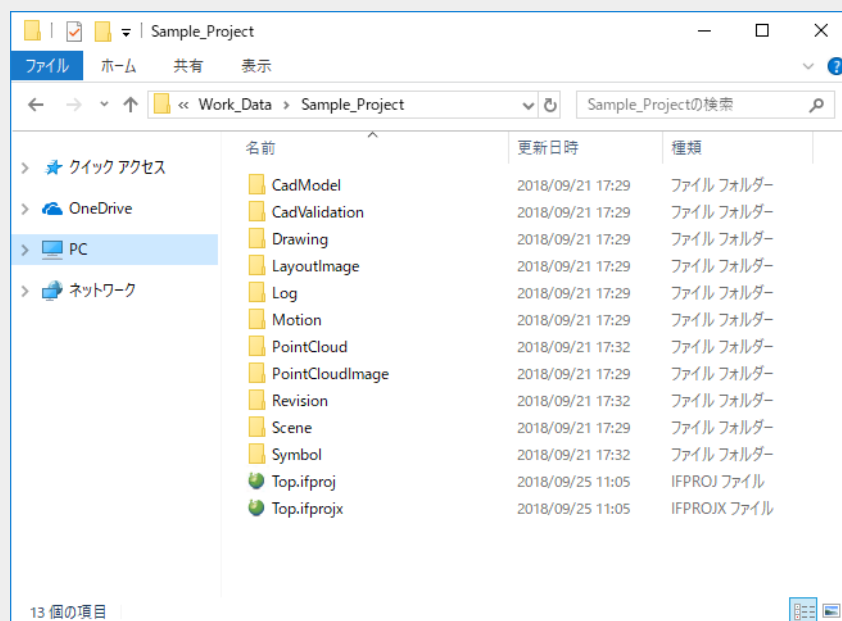 Sample_Project
ファイル ホーム 共有 表示
« Work_Data › Sample_Project Sample_Projectの検索
名前 更新日時 種類
クイック アクセス
OneDrive
PC
ネットワーク
CadModel 2018/09/21 17:29 ファイル フォルダー
CadValidation 2018/09/21 17:29 ファイル フォルダー
Drawing 2018/09/21 17:29 ファイル フォルダー
LayoutImage 2018/09/21 17:29 ファイル フォルダー
Log 2018/09/21 17:29 ファイル フォルダー
Motion 2018/09/21 17:29 ファイル フォルダー
PointCloud 2018/09/21 17:32 ファイル フォルダー
PointCloudImage 2018/09/21 17:29 ファイル フォルダー
Revision 2018/09/21 17:32 ファイル フォルダー
Scene 2018/09/21 17:29 ファイル フォルダー
Symbol 2018/09/21 17:32 ファイル フォルダー
Top.ifproj 2018/09/25 11:05 IFPROJ ファイル
Top.ifprojx 2018/09/25 11:05 IFPROJX ファイル
13 個の項目